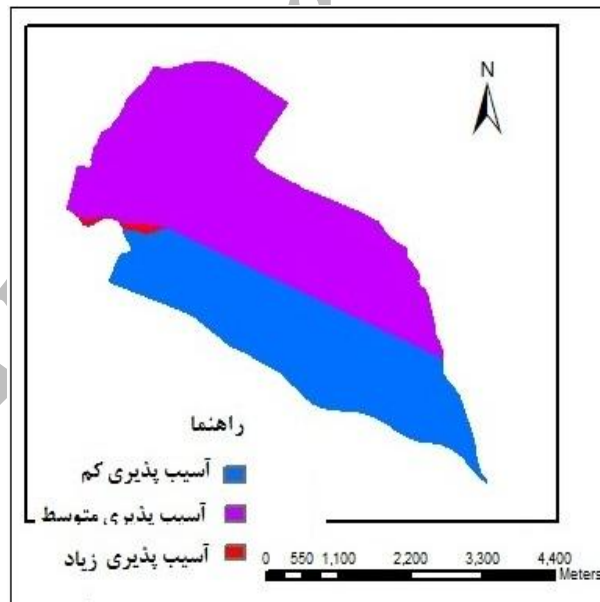 N
راهنما
آسیب پذیری کم
آسیب پذیری متوسط
آسیب پذیری زیاد
0 550 1,100 2,200 3,300 4,400
Meters